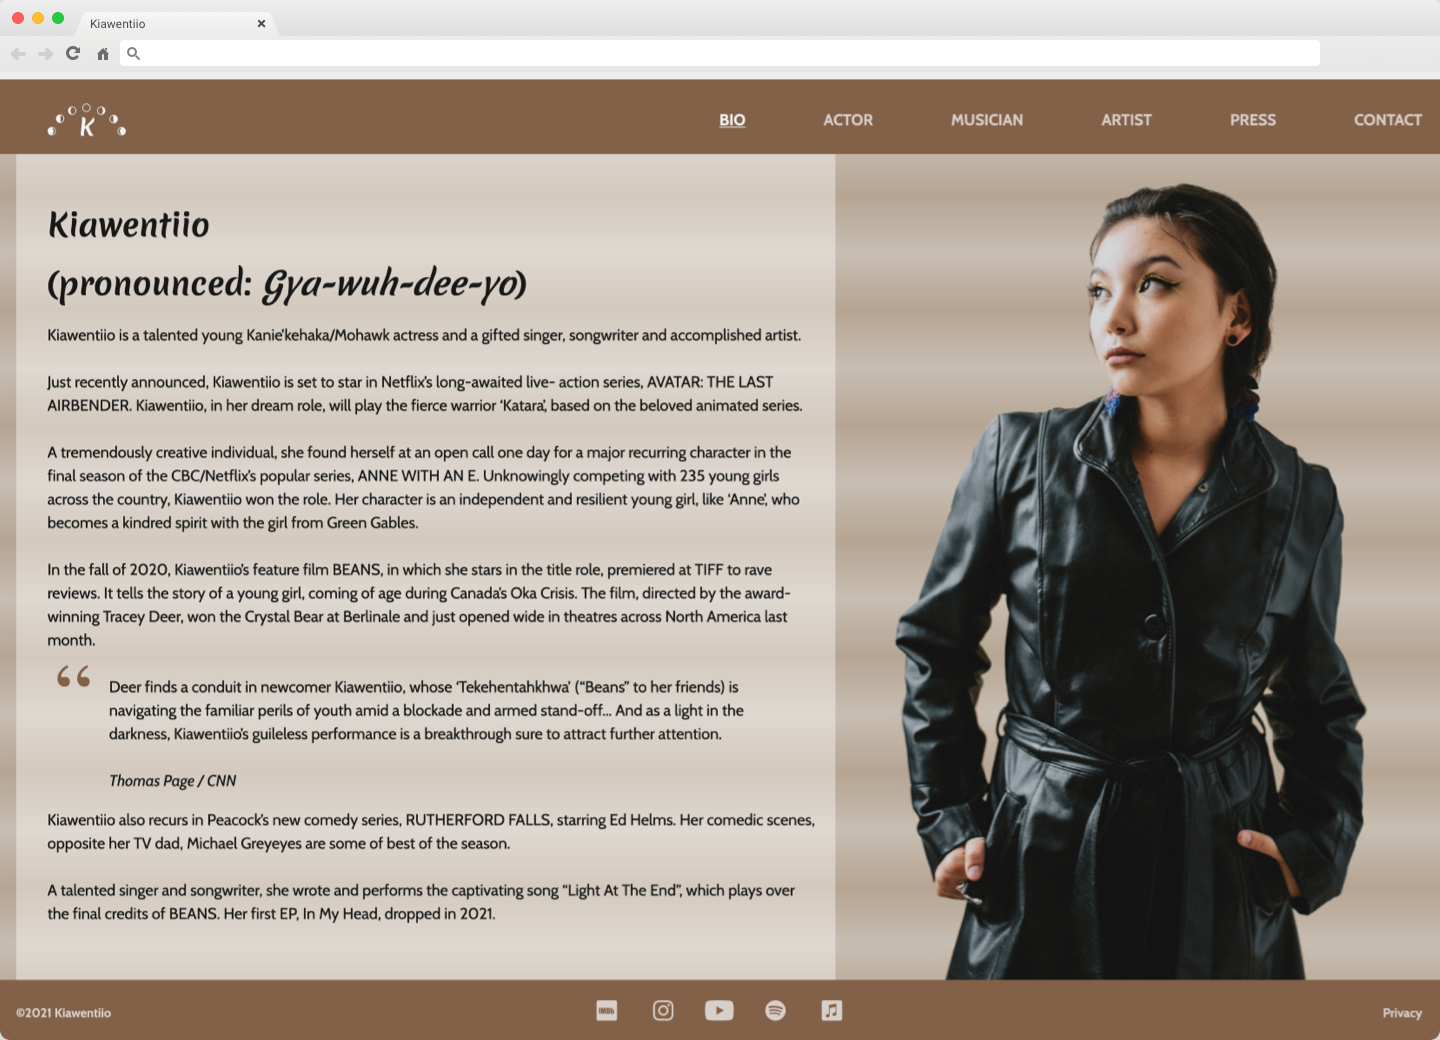 Kiawentiio
K
BIO
ACTOR
MUSICIAN
ARTIST
PRESS
CONTACT
Kiawentiio
(pronounced: Gya-wuh-dee-yo)
Kiawentiio is a talented young Kanie'kehaka/Mohawk actress and a gifted singer, songwriter and accomplished artist.
Just recently announced, Kiawentiio is set to star in Netflix's long-awaited live- action series, AVATAR: THE LAST
AIRBENDER. Kiawentiio, in her dream role, will play the fierce warrior ‘Katara’, based on the beloved animated series.
A tremendously creative individual, she found herself at an open call one day for a major recurring character in the
final season of the CBC/Netflix's popular series, ANNE WITH AN E. Unknowingly competing with 235 young girls
across the country, Kiawentiio won the role. Her character is an independent and resilient young girl, like ‘Anne’, who
becomes a kindred spirit with the girl from Green Gables.
In the fall of 2020, Kiawentiio's feature film BEANS, in which she stars in the title role, premiered at TIFF to rave
reviews. It tells the story of a young girl, coming of age during Canada's Oka Crisis. The film, directed by the award-
winning Tracey Deer, won the Crystal Bear at Berlinale and just opened wide in theatres across North America last
month.
“
Deer finds a conduit in newcomer Kiawentiio, whose ‘Tekehentahkhwa’ (“Beans” to her friends) is
navigating the familiar perils of youth amid a blockade and armed stand-off... And as a light in the
darkness, Kiawentiio's guileless performance is a breakthrough sure to attract further attention.
Thomas Page / CNN
Kiawentiio also recurs in Peacock's new comedy series, RUTHERFORD FALLS, starring Ed Helms. Her comedic scenes,
opposite her TV dad, Michael Greyeyes are some of best of the season.
A talented singer and songwriter, she wrote and performs the captivating song “Light At The End”, which plays over
the final credits of BEANS. Her first EP, In My Head, dropped in 2021.
©2021 Kiawentiio
IMDb
Privacy